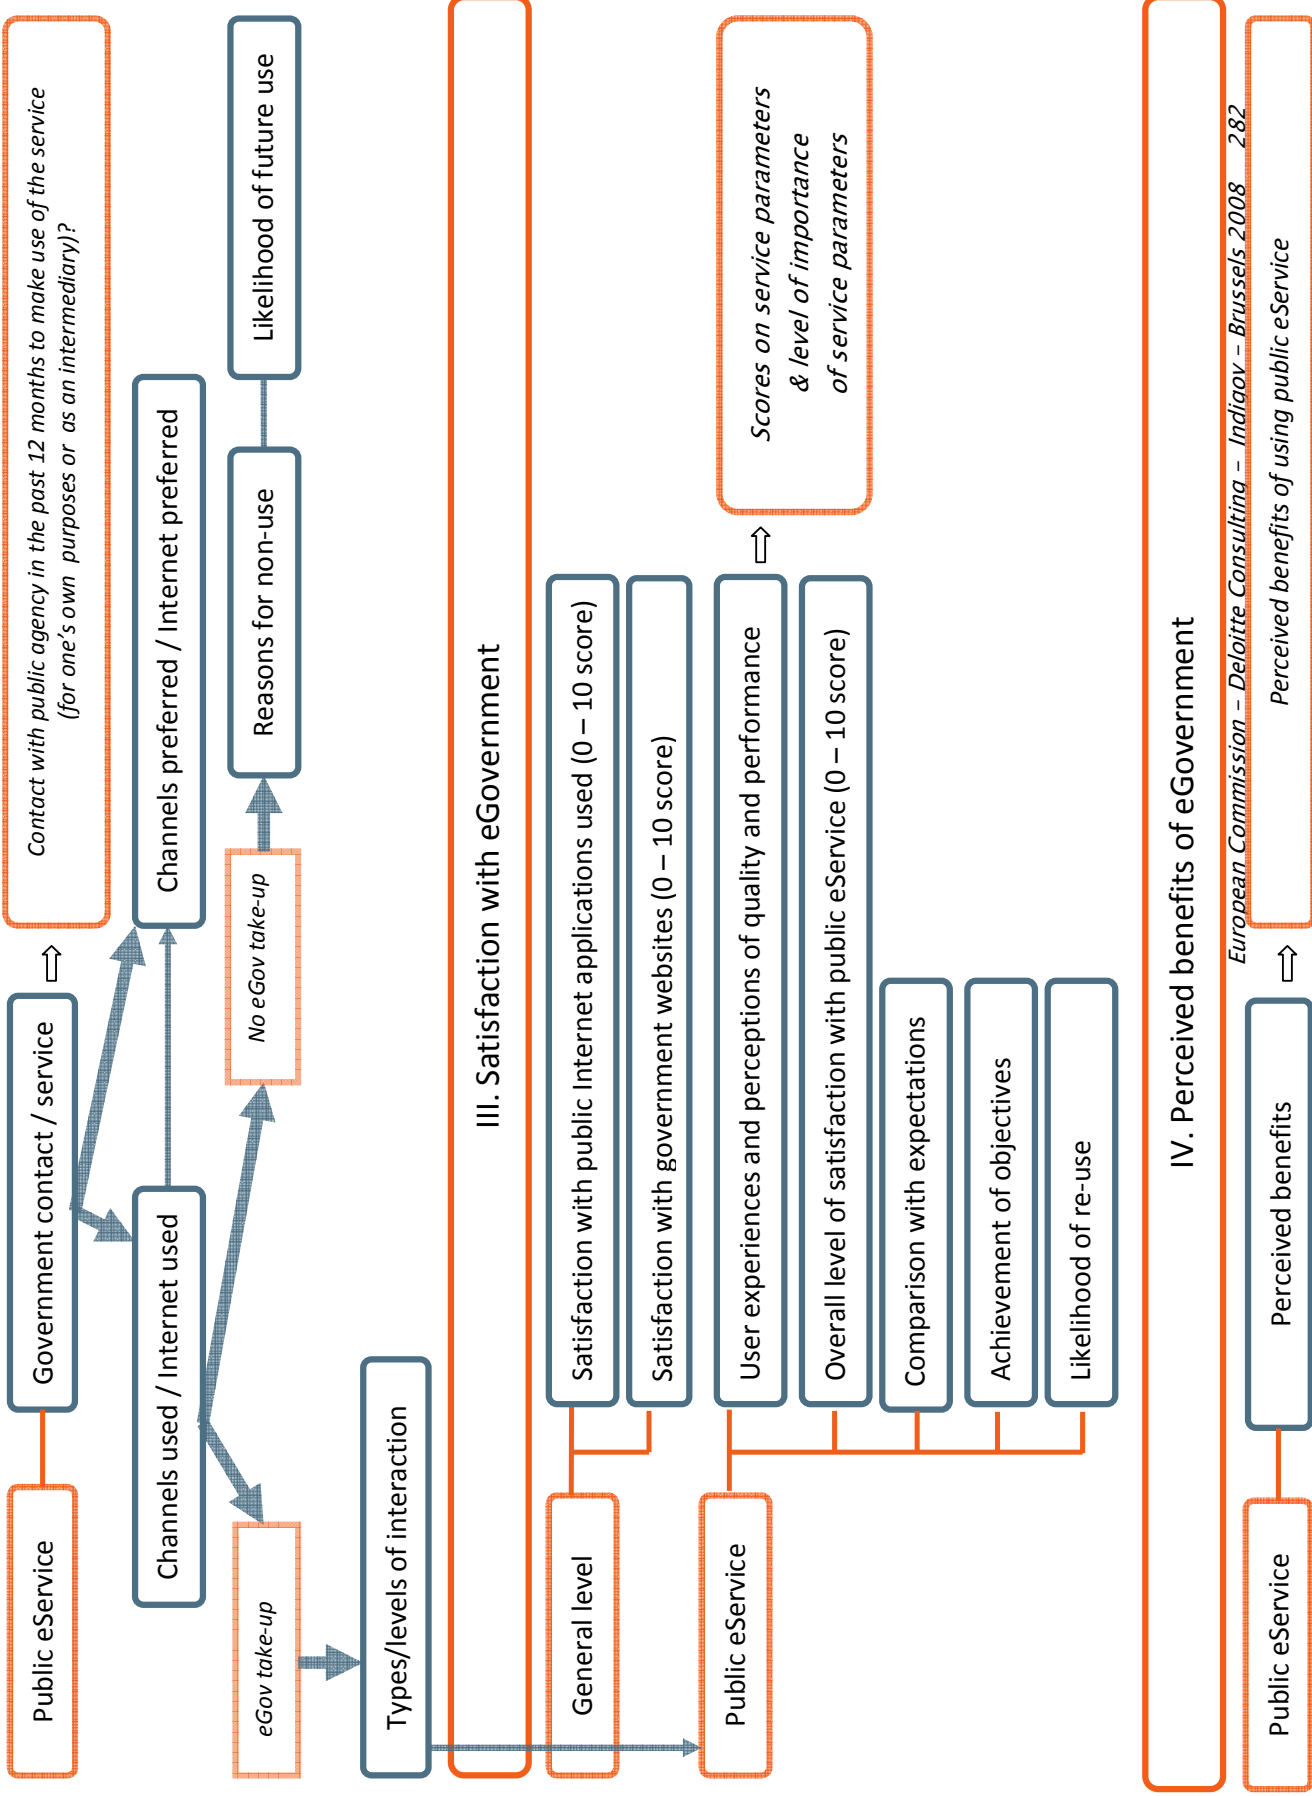 Public eService
Government contact / service
⇨
Contact with public agency in the past 12 months to make use of the service
(for one's own purposes or as an intermediary)?
Channels used / Internet used
Channels preferred / Internet preferred
eGov take-up
No eGov take-up
Reasons for non-use
Likelihood of future use
Types/levels of interaction
III. Satisfaction with eGovernment
General level
Satisfaction with public Internet applications used (0 – 10 score)
Satisfaction with government websites (0 – 10 score)
Public eService
User experiences and perceptions of quality and performance
⇨
Scores on service parameters
& level of importance
of service parameters
Overall level of satisfaction with public eService (0 – 10 score)
Comparison with expectations
Achievement of objectives
Likelihood of re-use
IV. Perceived benefits of eGovernment
European Commission – Deloitte Consulting – Indigov – Brussels 2008 282
Public eService
Perceived benefits
⇨
Perceived benefits of using public eService